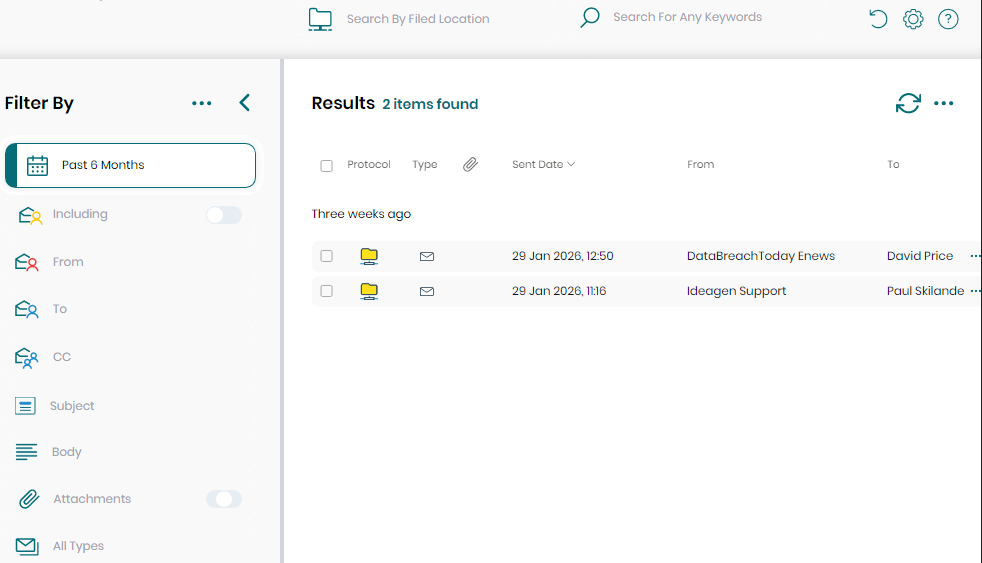 Search By Filed Location
Search For Any Keywords
?
Filter By
Results 2 items found
Past 6 Months
Protocol Type Sent Date From To
Including
Three weeks ago
From
29 Jan 2026, 12:50 DataBreachToday Enews David Price
29 Jan 2026, 11:16 Ideagen Support Paul Skilande
To
CC
Subject
Body
Attachments
All Types